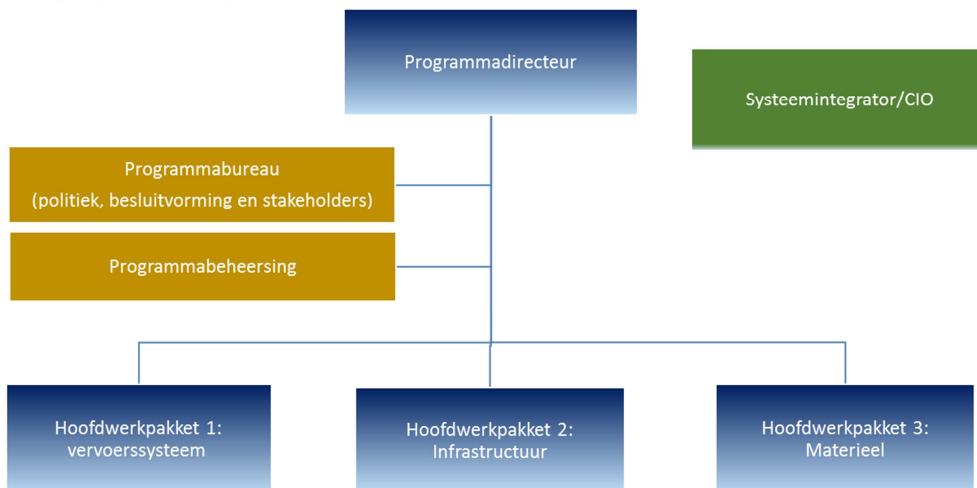 Programmadirecteur
Systeemintegrator/CIO
Programmabureau
(politiek, besluitvorming en stakeholders)
Programmabeheersing
Hoofdwerkpakket 1:
vervoerssysteem
Hoofdwerkpakket 2:
Infrastructuur
Hoofdwerkpakket 3:
Materieel